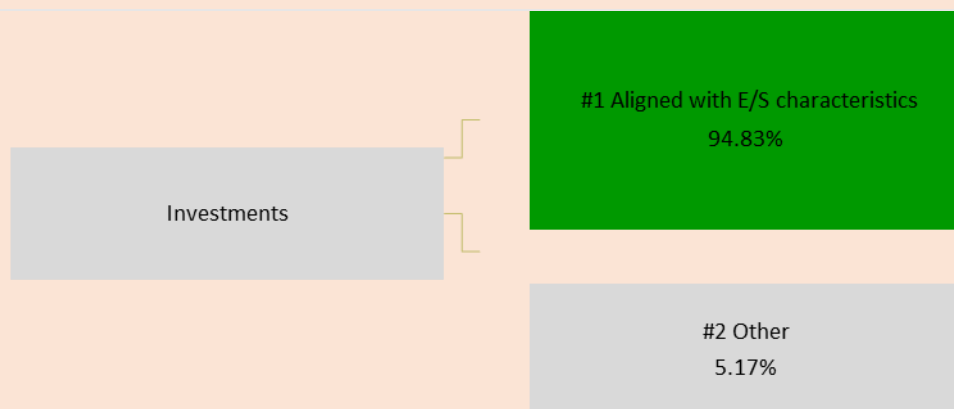 #1 Aligned with E/S characteristics
94.83%
Investments
#2 Other
5.17%